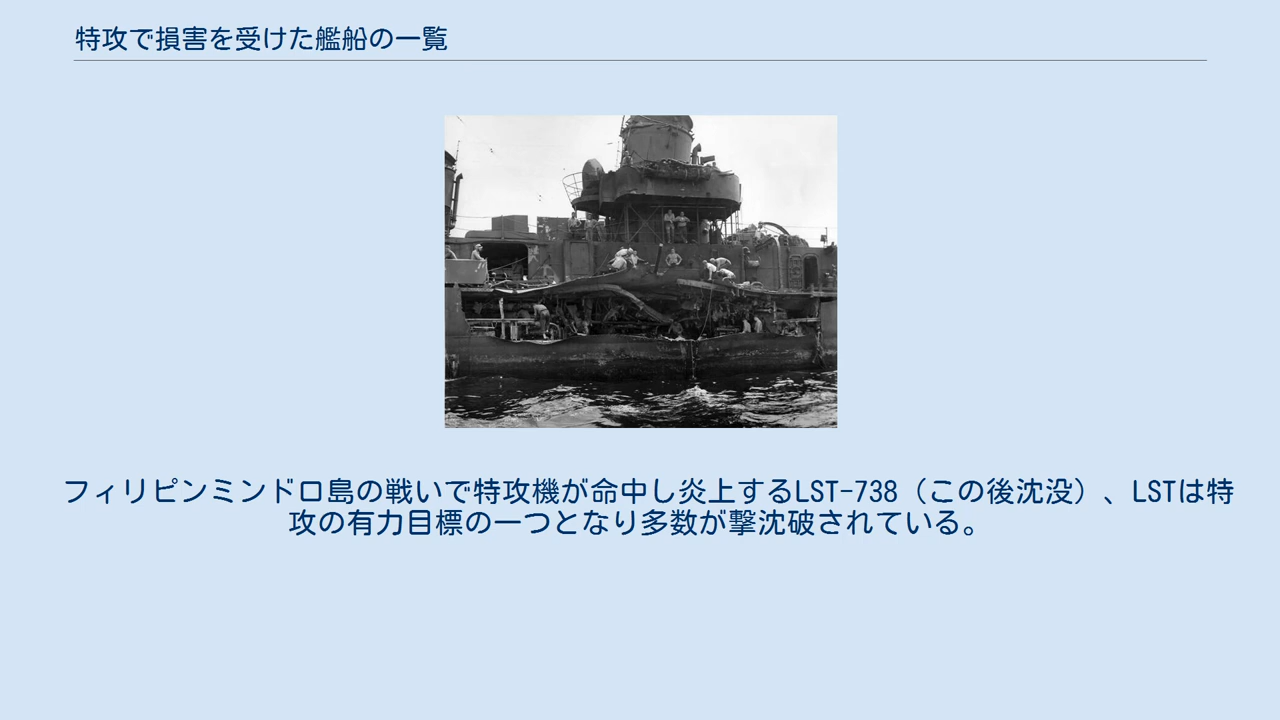 特攻で損害を受けた艦船の一覧
フィリピンミンドロ島の戦いで特攻機が命中し炎上するLST-738（この後沈没）、LSTは特
攻の有力目標の一つとなり多数が撃沈破されている。